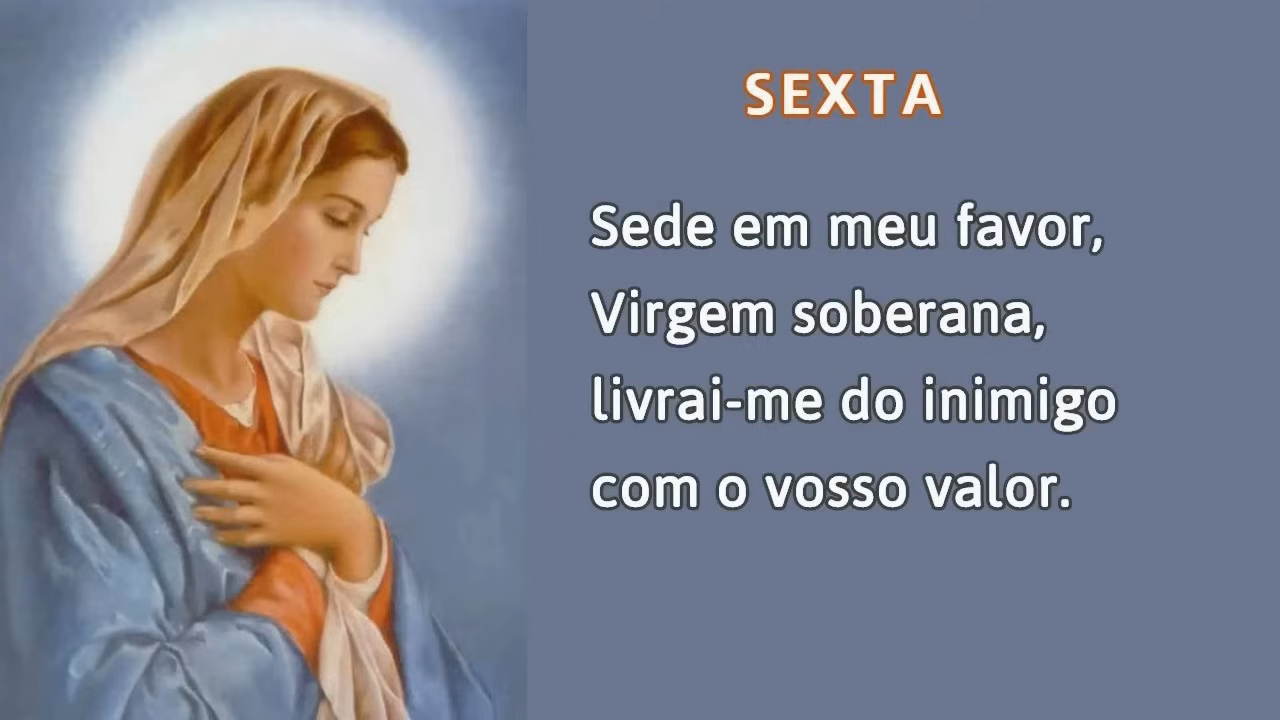 SEXTA
Sede em meu favor,
Virgem soberana,
livrai-me do inimigo
com o vosso valor.